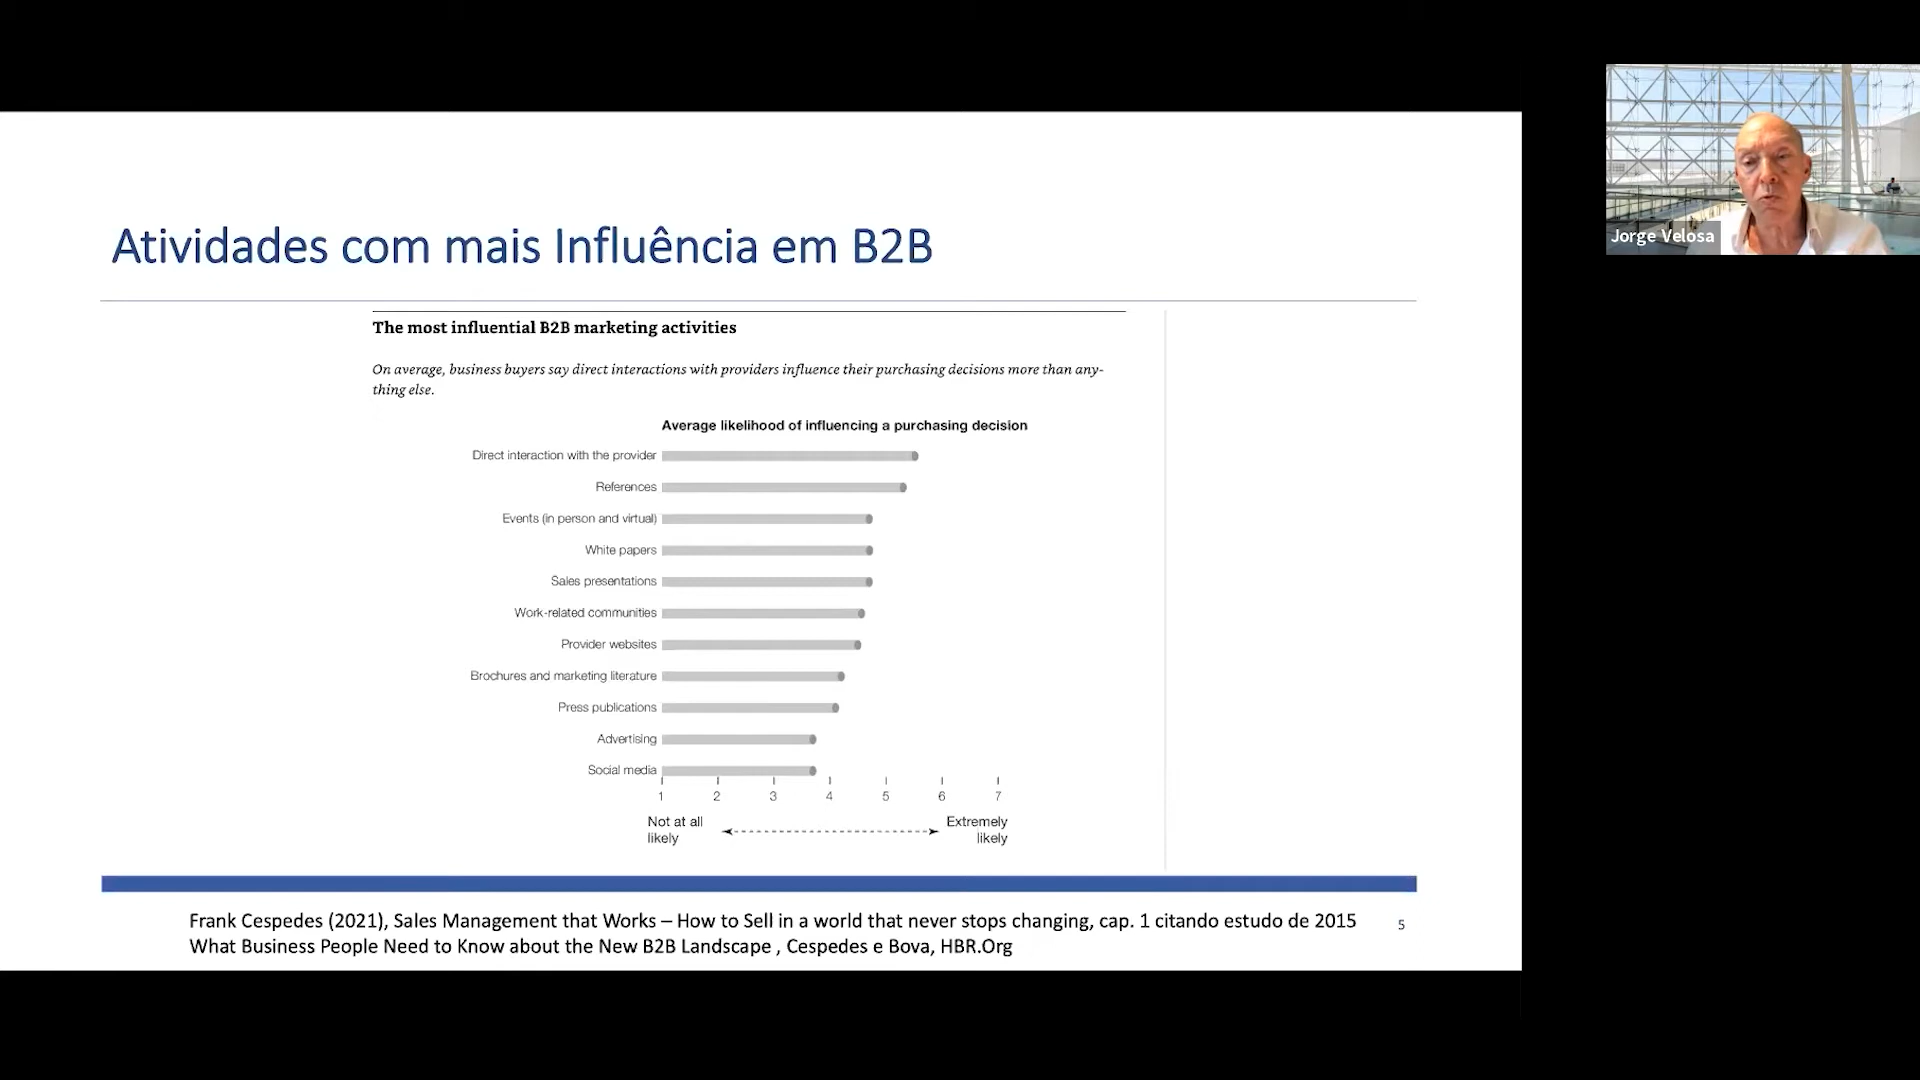 Atividades com mais Influência em B2B
The most influential B2B marketing activities
On average, business buyers say direct interactions with providers influence their purchasing decisions more than any-
thing else.
Average likelihood of influencing a purchasing decision
Direct interaction with the provider
References
Events (in person and virtual)
White papers
Sales presentations
Work-related communities
Provider websites
Brochures and marketing literature
Press publications
Advertising
Social media
1 2 3 4 5 6 7
Not at all
likely
Extremely
likely
Frank Cespedes (2021), Sales Management that Works – How to Sell in a world that never stops changing, cap. 1 citando estudo de 2015
What Business People Need to Know about the New B2B Landscape , Cespedes e Bova, HBR.Org
5
Jorge Velosa